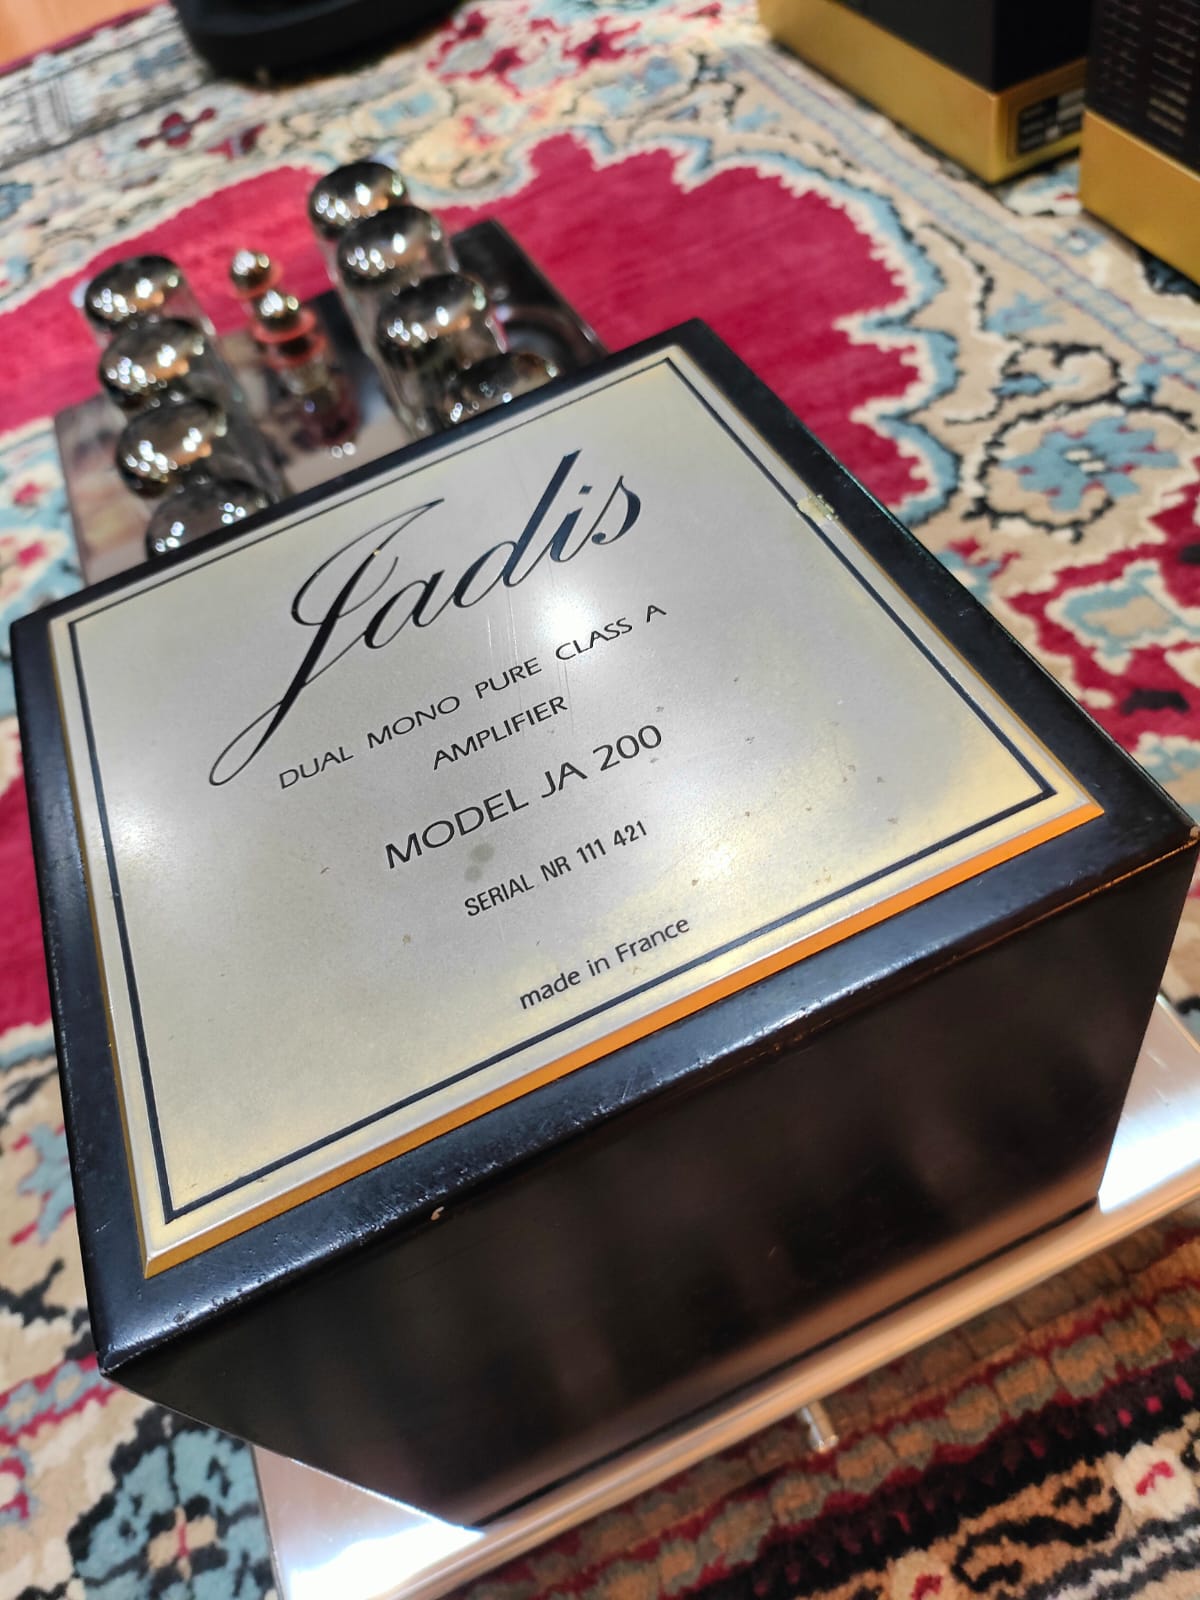 Jadis
DUAL MONO PURE CLASS A
AMPLIFIER
MODEL JA 200
SERIAL NR 111 421
made in France